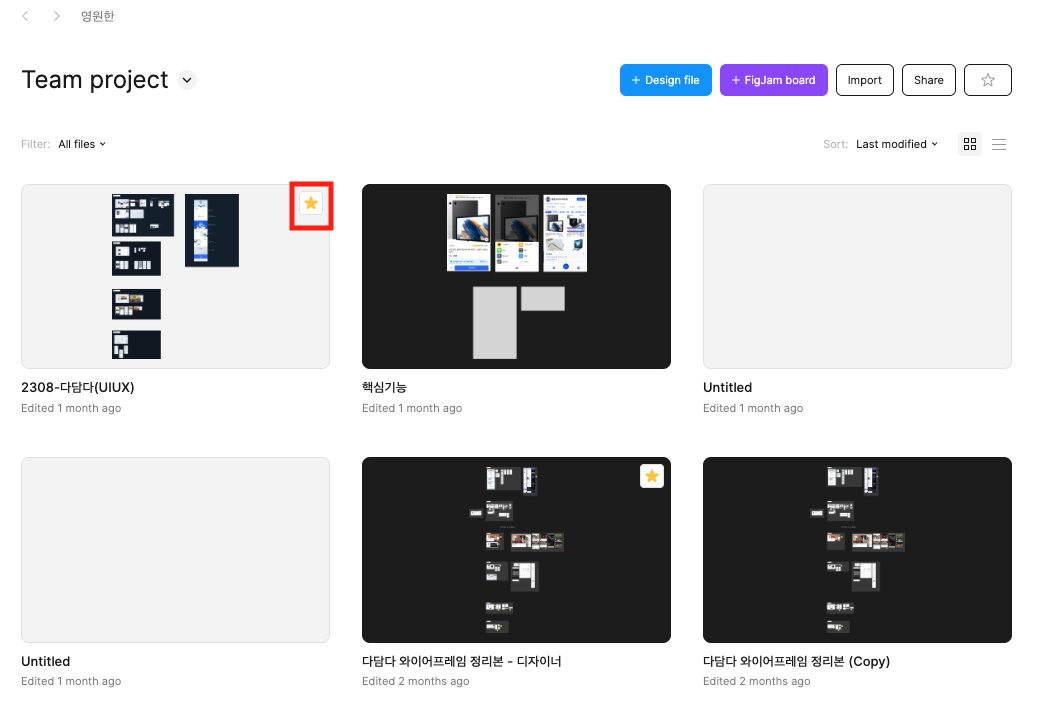 영원한
Team project
+ Design file
+ FigJam board
Import
Share
Filter: All files
Sort: Last modified
2308-다담다(UIUX)
Edited 1 month ago
핵심기능
Edited 1 month ago
Untitled
Edited 1 month ago
Untitled
Edited 1 month ago
다담다 와이어프레임 정리본 - 디자이너
Edited 2 months ago
다담다 와이어프레임 정리본 (Copy)
Edited 2 months ago